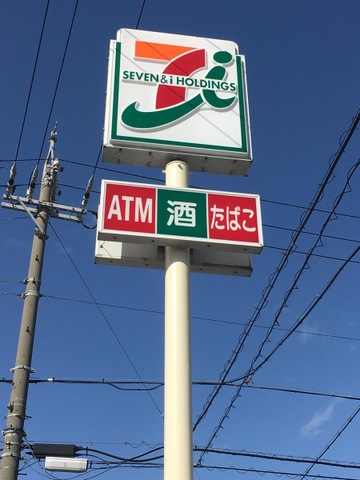 SEVEN & i HOLDINGS
ATM 酒 たばこ